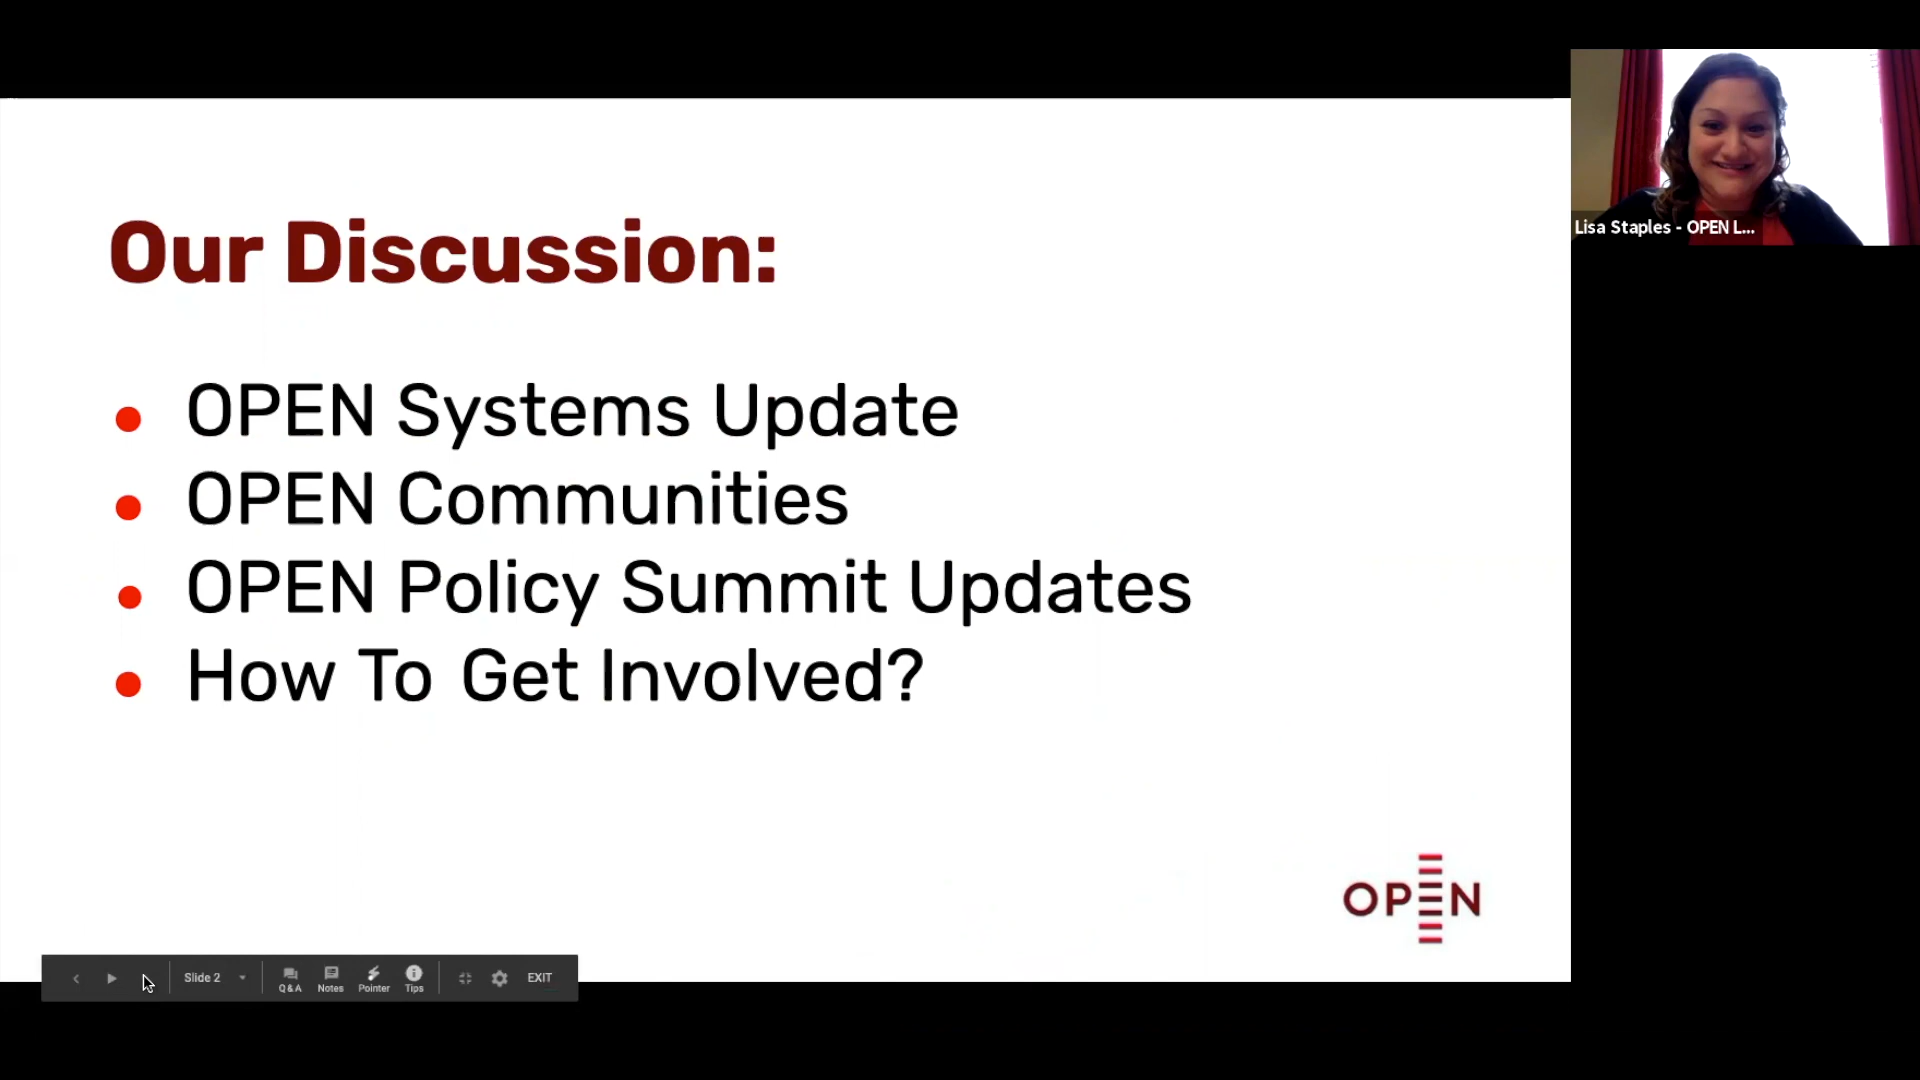 Our Discussion:
● OPEN Systems Update
● OPEN Communities
● OPEN Policy Summit Updates
● How To Get Involved?
OPEN
Lisa Staples - OPEN L...
Slide 2
Q&A
Notes
Pointer
Tips
EXIT